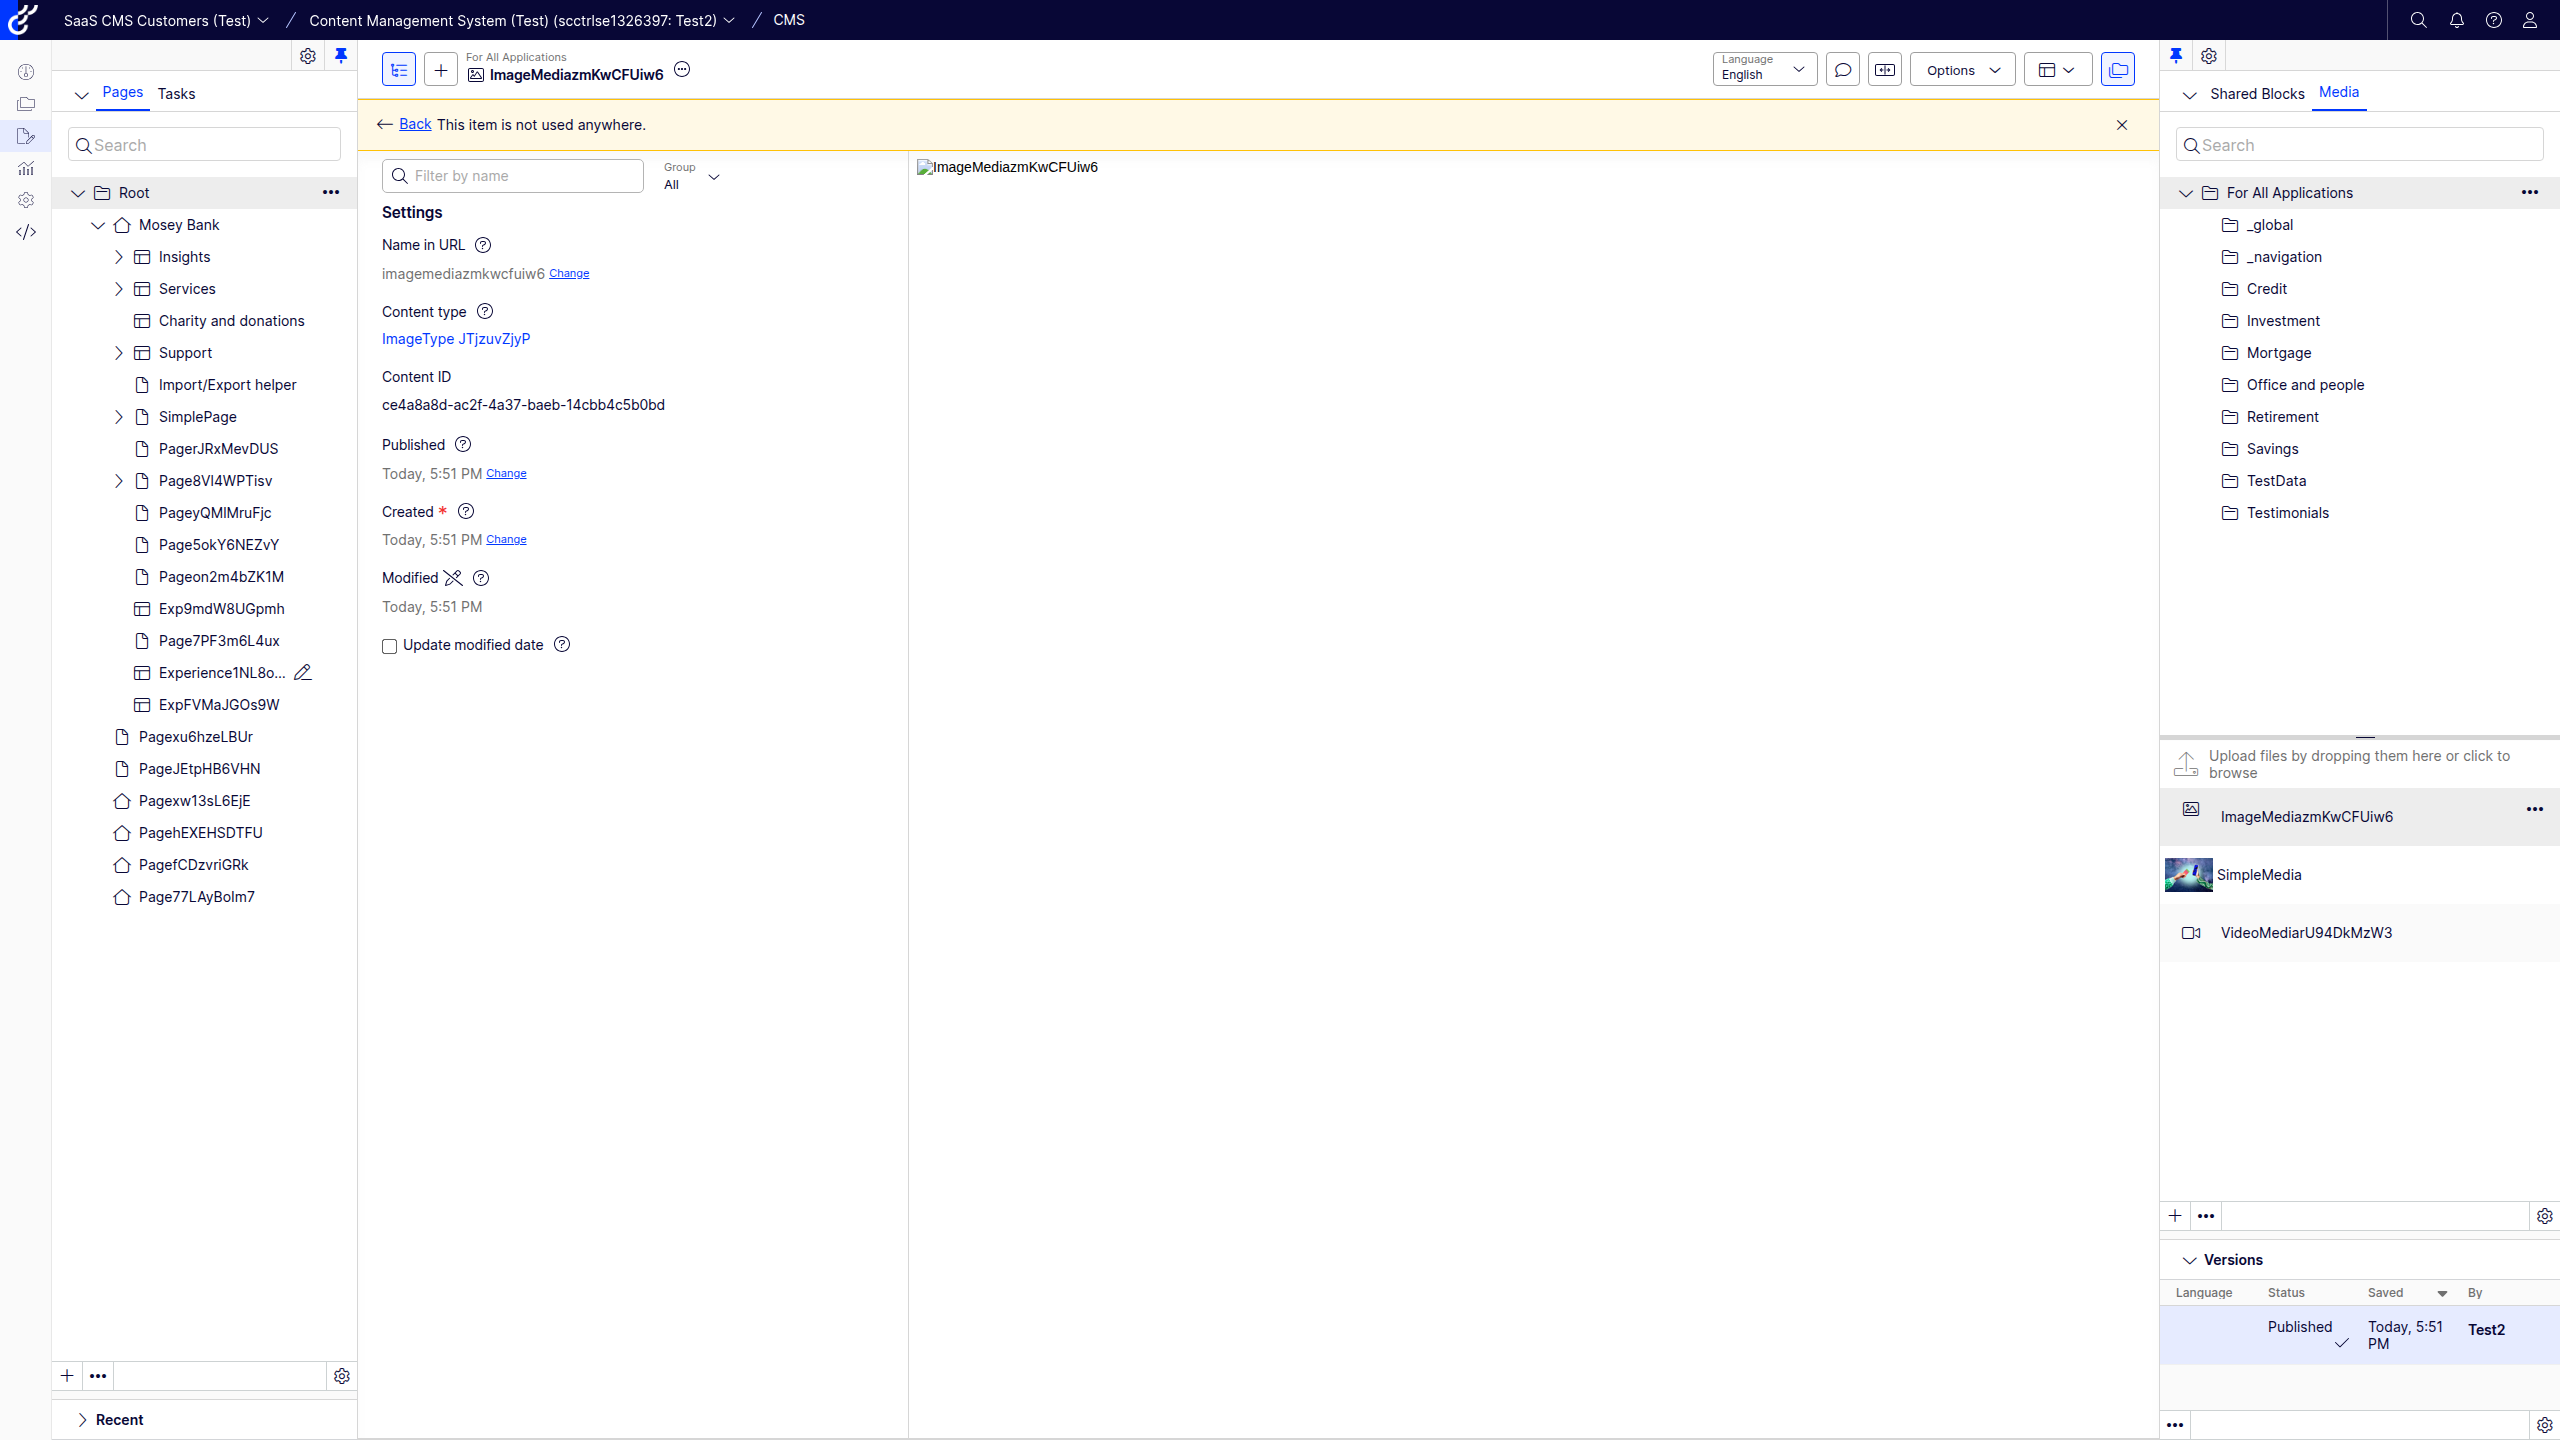 SaaS CMS Customers (Test)
Content Management System (Test) (scctrlse1326397: Test2)
CMS
Pages
Tasks
Search
Root
Mosey Bank
Insights
Services
Charity and donations
Support
Import/Export helper
SimplePage
PagerJRxMevDUS
Page8Vl4WPTisv
PageyQMlMruFjc
Page5okY6NEZvY
Pageon2m4bZK1M
Exp9mdW8UGpmh
Page7PF3m6L4ux
Experience1NL8o...
ExpFVMaJGOs9W
Pagexu6hzeLBUr
PageJEtpHB6VHN
Pagexw13sL6EjE
PagehEXEHSDTFU
PagefCDzvriGRk
Page77LAyBolm7
Recent
For All Applications
ImageMediazmKwCFUiw6
Language
English
Options
Back This item is not used anywhere.
Filter by name
Group
All
Settings
Name in URL
imagemediazmkwcfuiw6 Change
Content type
ImageType JTjzuvZjyP
Content ID
ce4a8a8d-ac2f-4a37-baeb-14cbb4c5b0bd
Published
Today, 5:51 PM Change
Created *
Today, 5:51 PM Change
Modified
Today, 5:51 PM
Update modified date
ImageMediazmKwCFUiw6
Shared Blocks
Media
Search
For All Applications
_global
_navigation
Credit
Investment
Mortgage
Office and people
Retirement
Savings
TestData
Testimonials
Upload files by dropping them here or click to
browse
ImageMediazmKwCFUiw6
SimpleMedia
VideoMediarU94DkMzW3
Versions
Language Status Saved By
Published Today, 5:51 Test2
PM